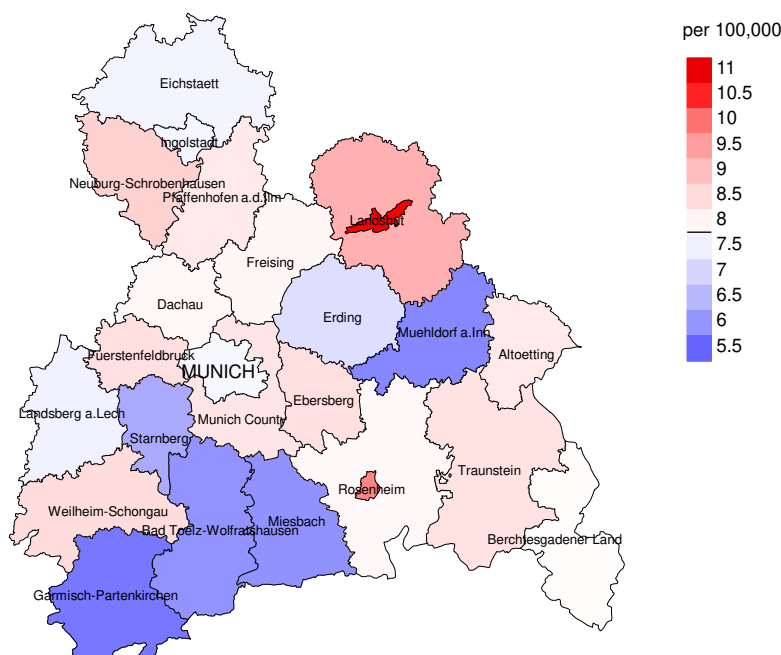 per 100,000
11
10.5
10
9.5
9
8.5
8
7.5
7
6.5
6
5.5
Eichstaett
Ingolstadt
Neuburg-Schrobenhausen
Pfaffenhofen a.d.Ilm
Landshut
Freising
Dachau
Erding
Muehldorf a.Inn
Altoetting
Fuerstenfeldbruck
MUNICH
Ebersberg
Landsberg a.Lech
Munich County
Starnberg
Traunstein
Rosenheim
Weilheim-Schongau
Miesbach
Bad Toelz-Wolfratshausen
Berchtesgadener Land
Garmisch-Partenkirchen